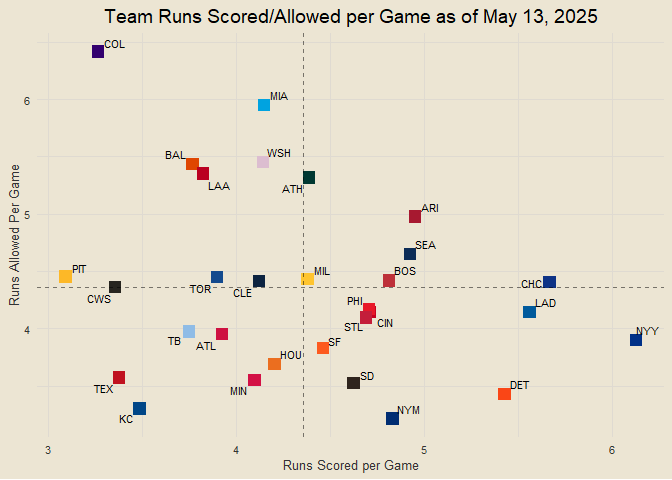 Team Runs Scored/Allowed per Game as of May 13, 2025
COL
MIA
6
BAL
WSH
LAA
ATH
ARI
5
SEA
PIT
TOR
CLE
MIL
BOS
CHC
CWS
PHI
LAD
STL
CIN
4
TB
ATL
SF
NYY
HOU
TEX
MIN
SD
DET
KC
NYM
3
4
5
6
Runs Scored per Game
Runs Allowed Per Game